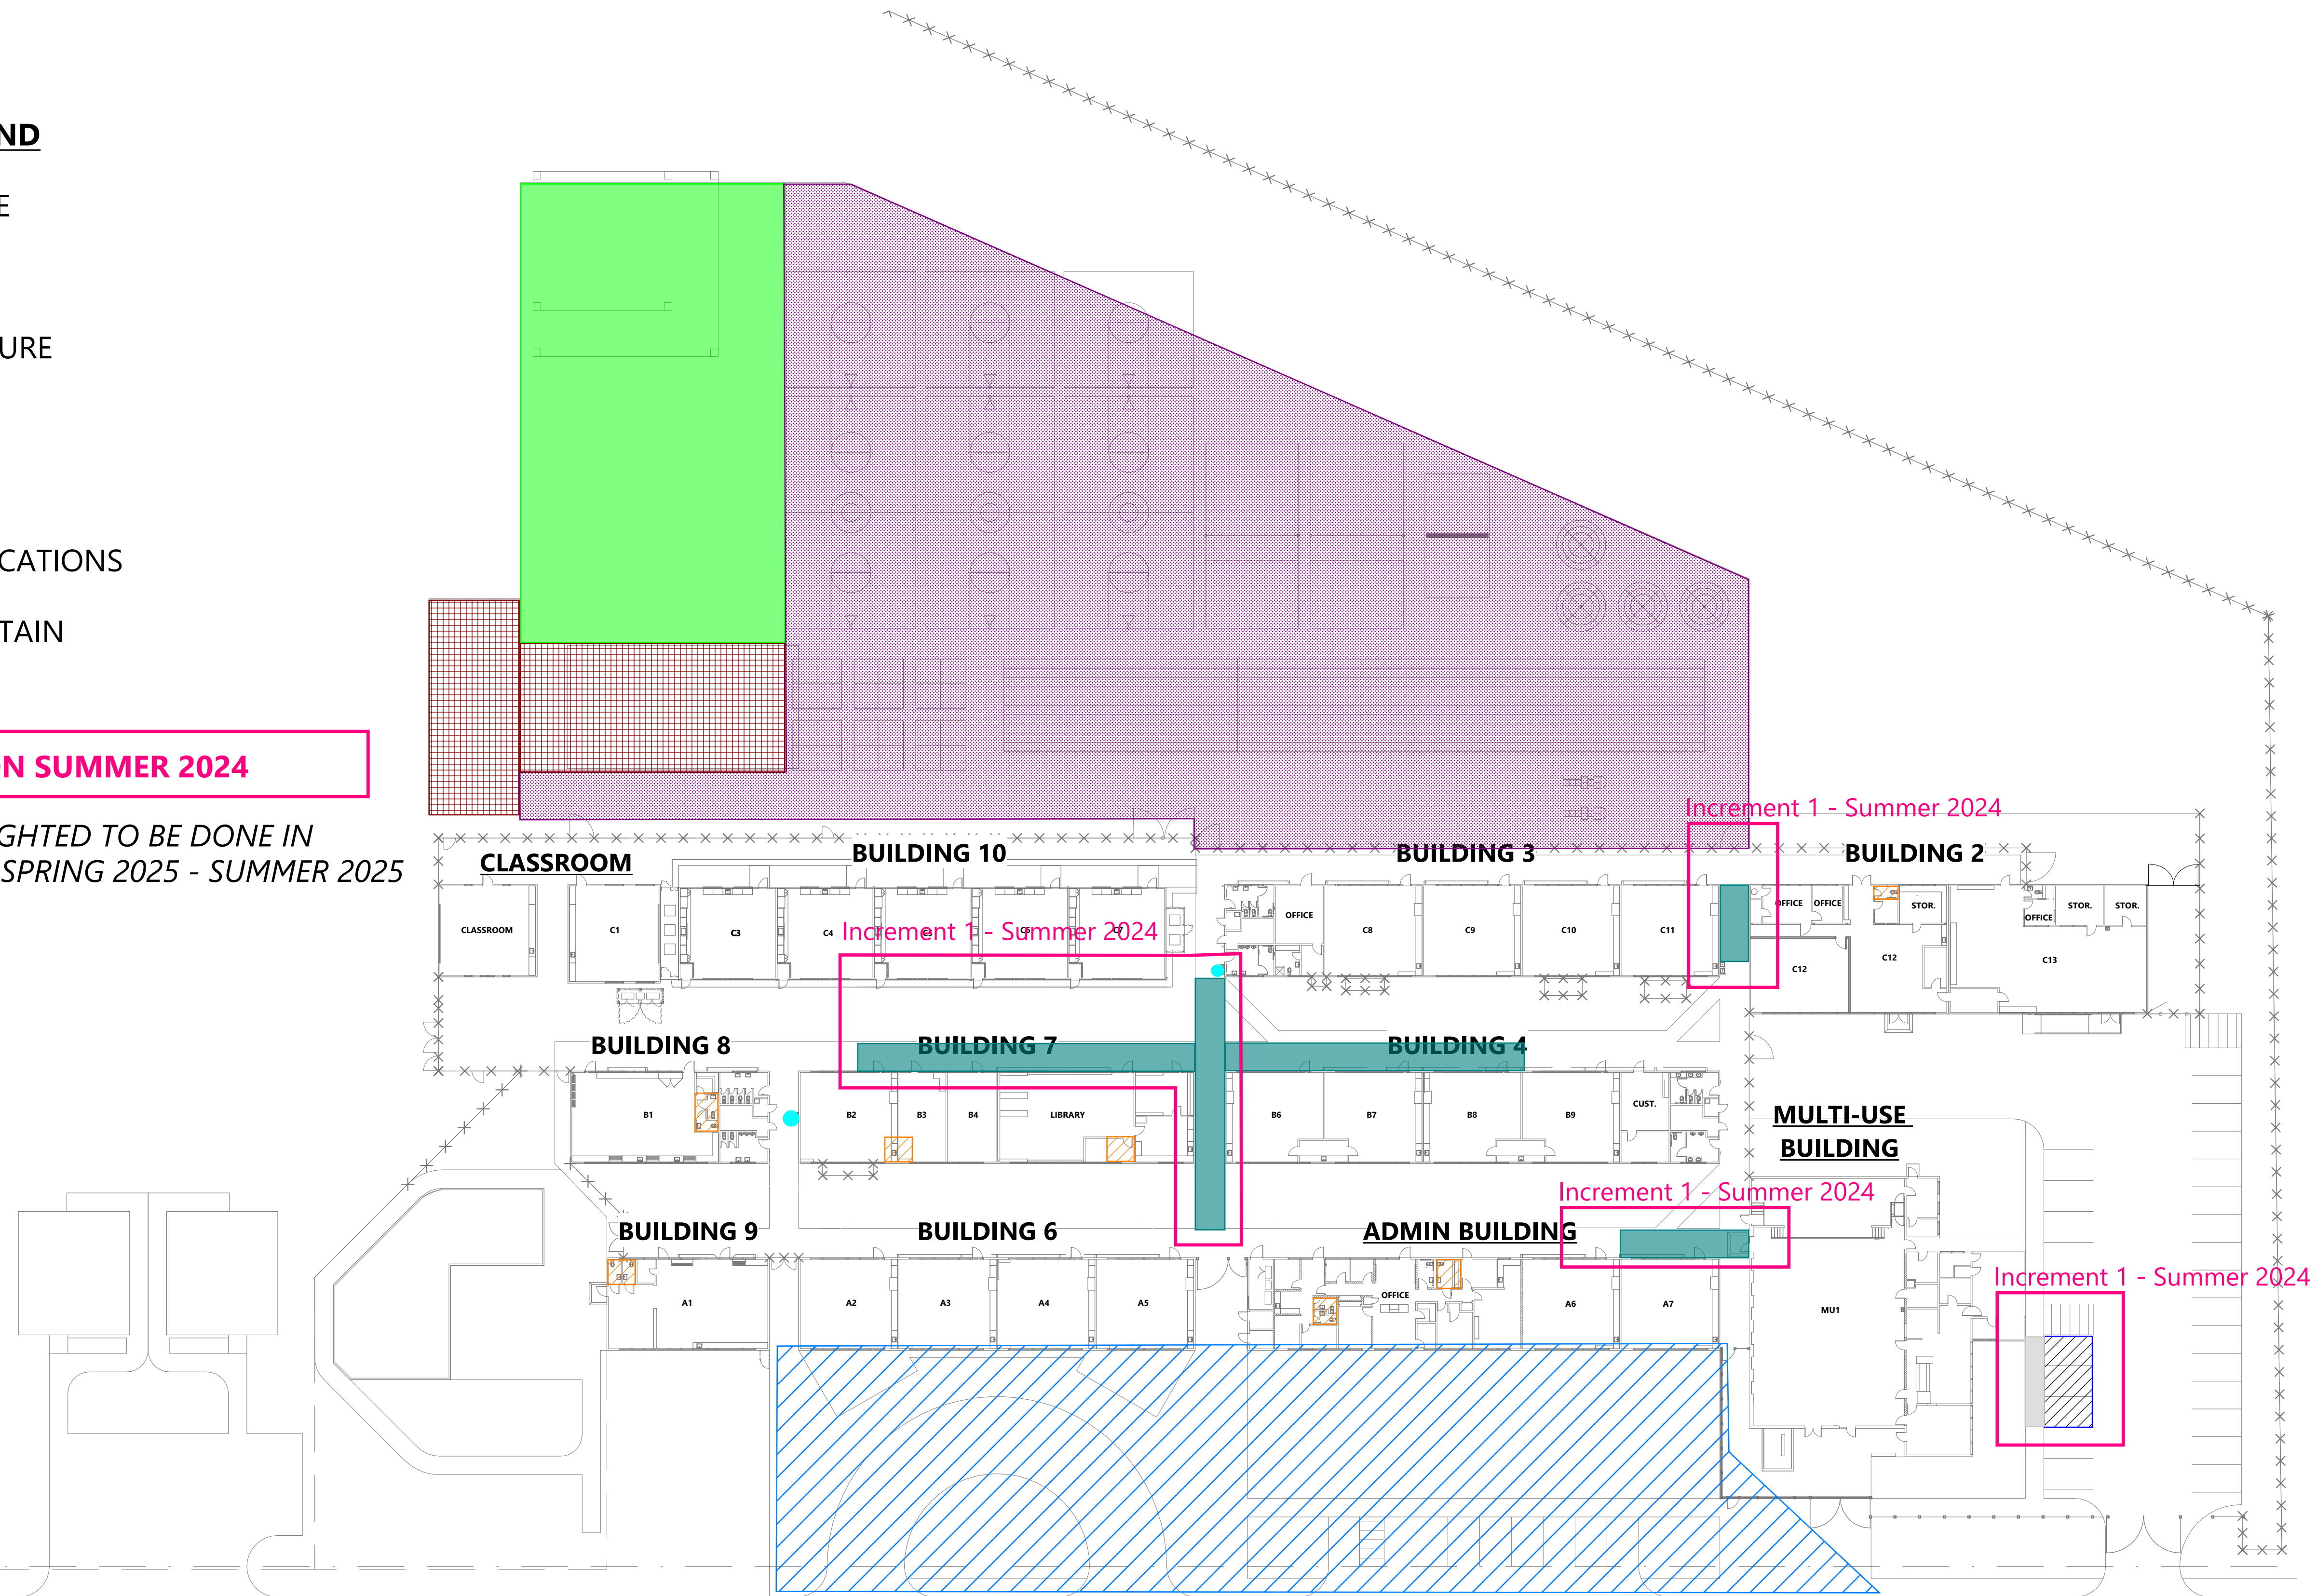 ND
E
URE
CATIONS
TAIN
ON SUMMER 2024
GHTED TO BE DONE IN
SPRING 2025 - SUMMER 2025
Increment 1 - Summer 2024
CLASSROOM
BUILDING 10
BUILDING 3
BUILDING 2
CLASSROOM
C1
C3
C4
C5
C6
C7
OFFICE
C8
C9
C10
C11
OFFICE
OFFICE
STOR.
OFFICE
STOR.
STOR.
C12
C12
C13
Increment 1 - Summer 2024
BUILDING 8
BUILDING 7
BUILDING 4
B1
B2
B3
B4
LIBRARY
B6
B7
B8
B9
CUST.
MULTI-USE
BUILDING
Increment 1 - Summer 2024
BUILDING 9
BUILDING 6
ADMIN BUILDING
A1
A2
A3
A4
A5
OFFICE
A6
A7
MU1
Increment 1 - Summer 2024